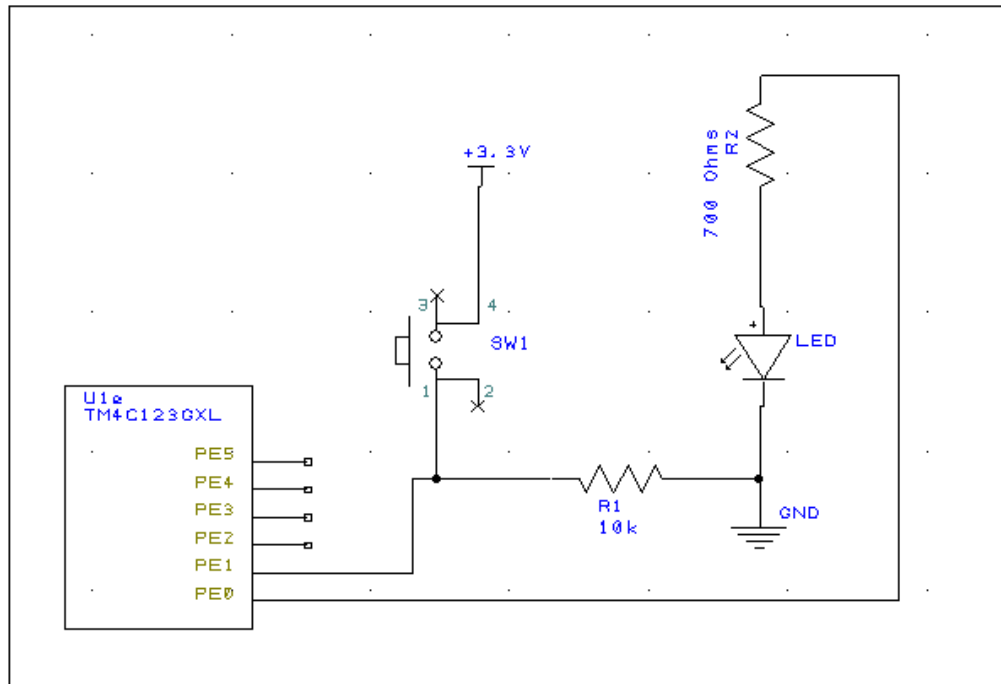 +3.3V
700 Ohms
R2
3
4
SW1
+
LED
1
2
U1e
TM4C123GXL
PE5
PE4
PE3
PE2
PE1
PE0
R1
10k
GND